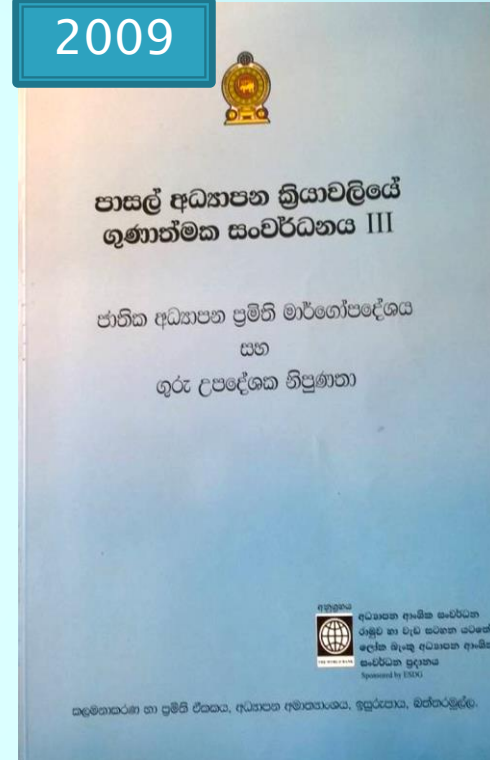 2009
පාසල් අධ්‍යාපන ක්‍රියාවලියේ
ගුණාත්මක සංවර්ධනය III
ජාතික අධ්‍යාපන ප්‍රමිති මාර්ගෝපදේශය
සහ
ගුරු උපදේශක නිපුණතා
අනුග්‍රහය
අධ්‍යාපන ආංශික සංවර්ධන
රාමුව හා වැඩ සටහන යටතේ
ලෝක බැංකු අධ්‍යාපන ආංශික
සංවර්ධන ප්‍රදානය
THE WORLD BANK
Sponsored by ESDG
කලමනාකරණ හා ප්‍රමිති ඒකකය, අධ්‍යාපන අමාත්‍යාංශය, ඉසුරුපාය, බත්තරමුල්ල.